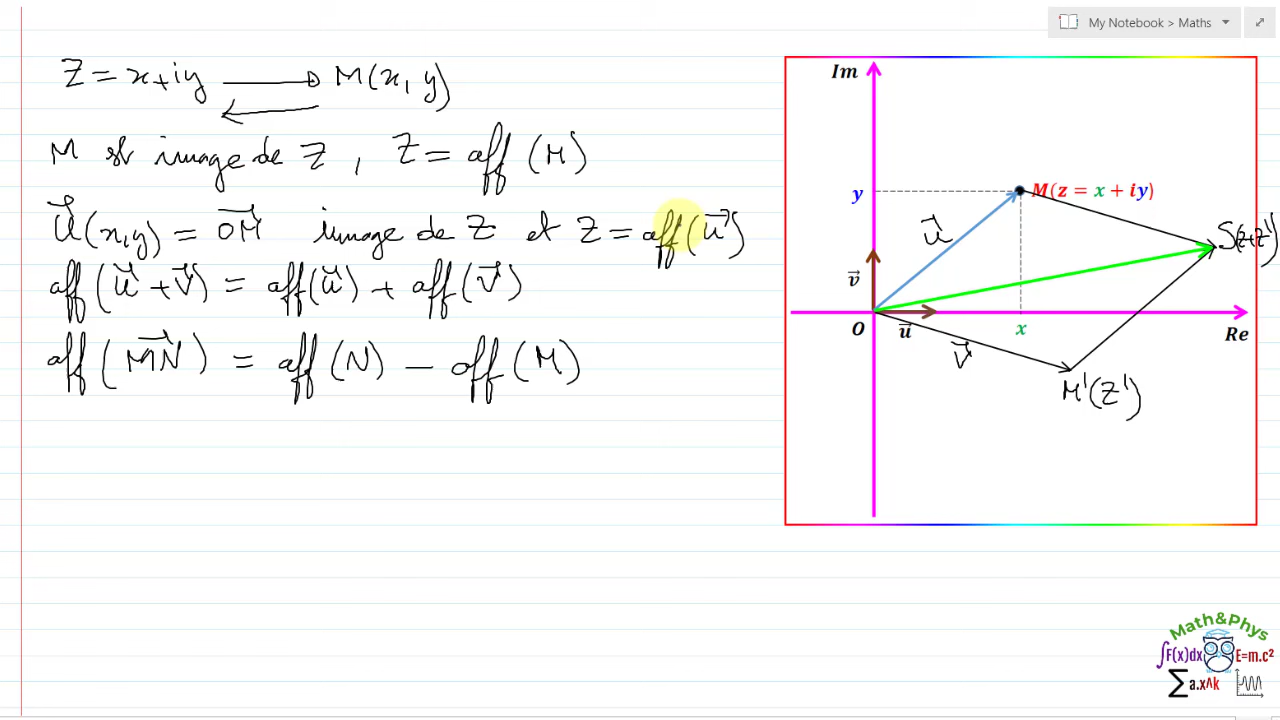 My Notebook > Maths
Z = x+iy ⟶ M(x, y)
⟵
M est image de Z, Z = aff (M)
U⃗(x,y) = OM⃗ image de Z et Z = aff(u⃗)
aff (u⃗ + v⃗) = aff(u⃗) + aff(v⃗)
aff (MN⃗) = aff (N) − aff (M)
Im
y
M(z = x + iy)
u⃗
S(z+z')
v⃗
O
u⃗
x
Re
v⃗
M'(Z')
Math&Phys
∫F(x)dx E=m.c²
∑ a.x^k